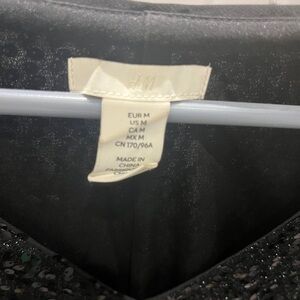 H&M
EUR M
US M
CA M
MX M
CN 170/96A
MADE IN
CHINA